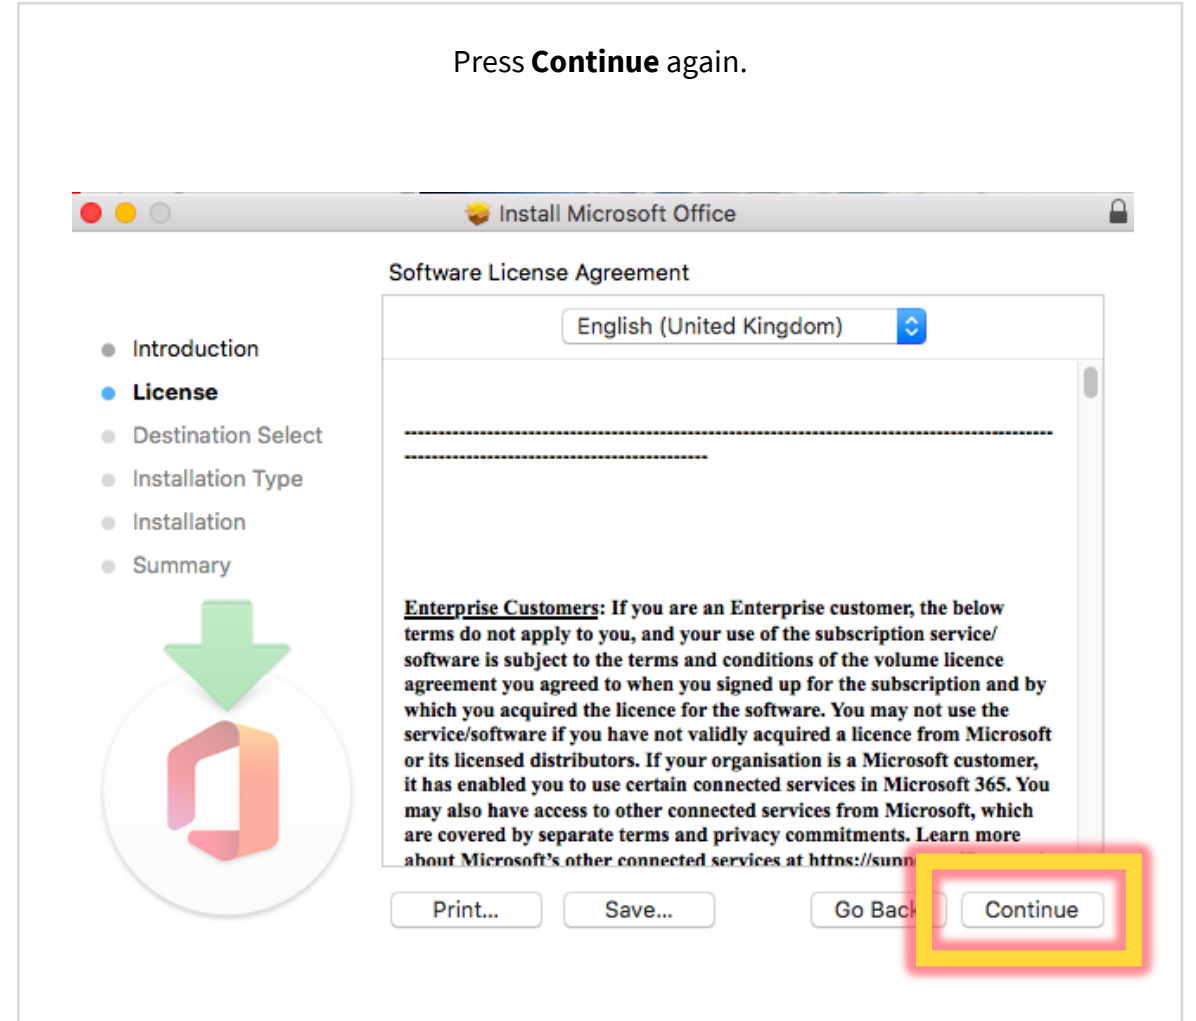 Press Continue again.
Install Microsoft Office
Software License Agreement
English (United Kingdom)
Introduction
License
Destination Select
Installation Type
Installation
Summary
--------------------------------------------------------------------------------------------------
----------------------------------------------
Enterprise Customers: If you are an Enterprise customer, the below
terms do not apply to you, and your use of the subscription service/
software is subject to the terms and conditions of the volume licence
agreement you agreed to when you signed up for the subscription and by
which you acquired the licence for the software. You may not use the
service/software if you have not validly acquired a licence from Microsoft
or its licensed distributors. If your organisation is a Microsoft customer,
it has enabled you to use certain connected services in Microsoft 365. You
may also have access to other connected services from Microsoft, which
are covered by separate terms and privacy commitments. Learn more
about Microsoft's other connected services at
Print...
Save...
Go Back
Continue